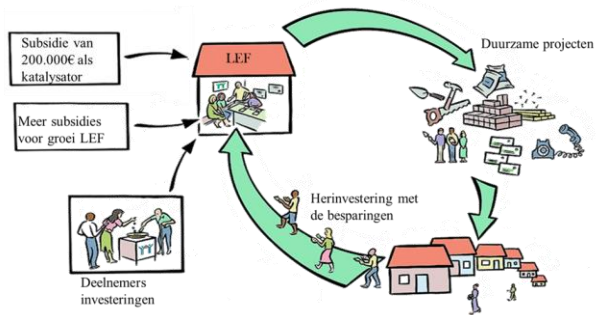 Subsidie van
200.000€ als
katalysator
LEF
Duurzame projecten
Meer subsidies
voor groei LEF
Herinvestering met
de besparingen
Deelnemers
investeringen